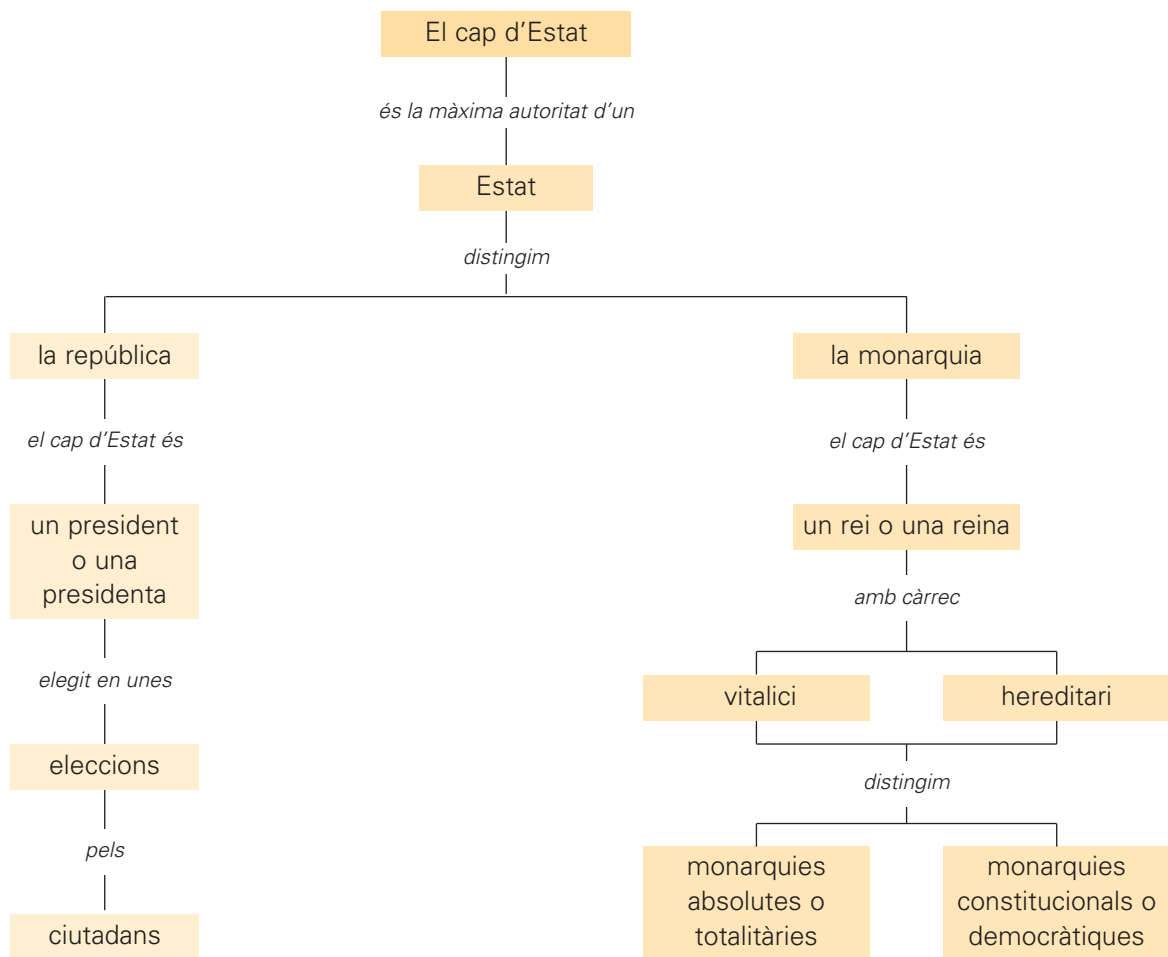 El cap d’Estat
és la màxima autoritat d’un
Estat
distingim
la república
el cap d’Estat és
un president
o una
presidenta
elegit en unes
eleccions
pels
ciutadans
la monarquia
el cap d’Estat és
un rei o una reina
amb càrrec
vitalici
hereditari
distingim
monarquies
absolutes o
totalitàries
monarquies
constitucionals o
democràtiques